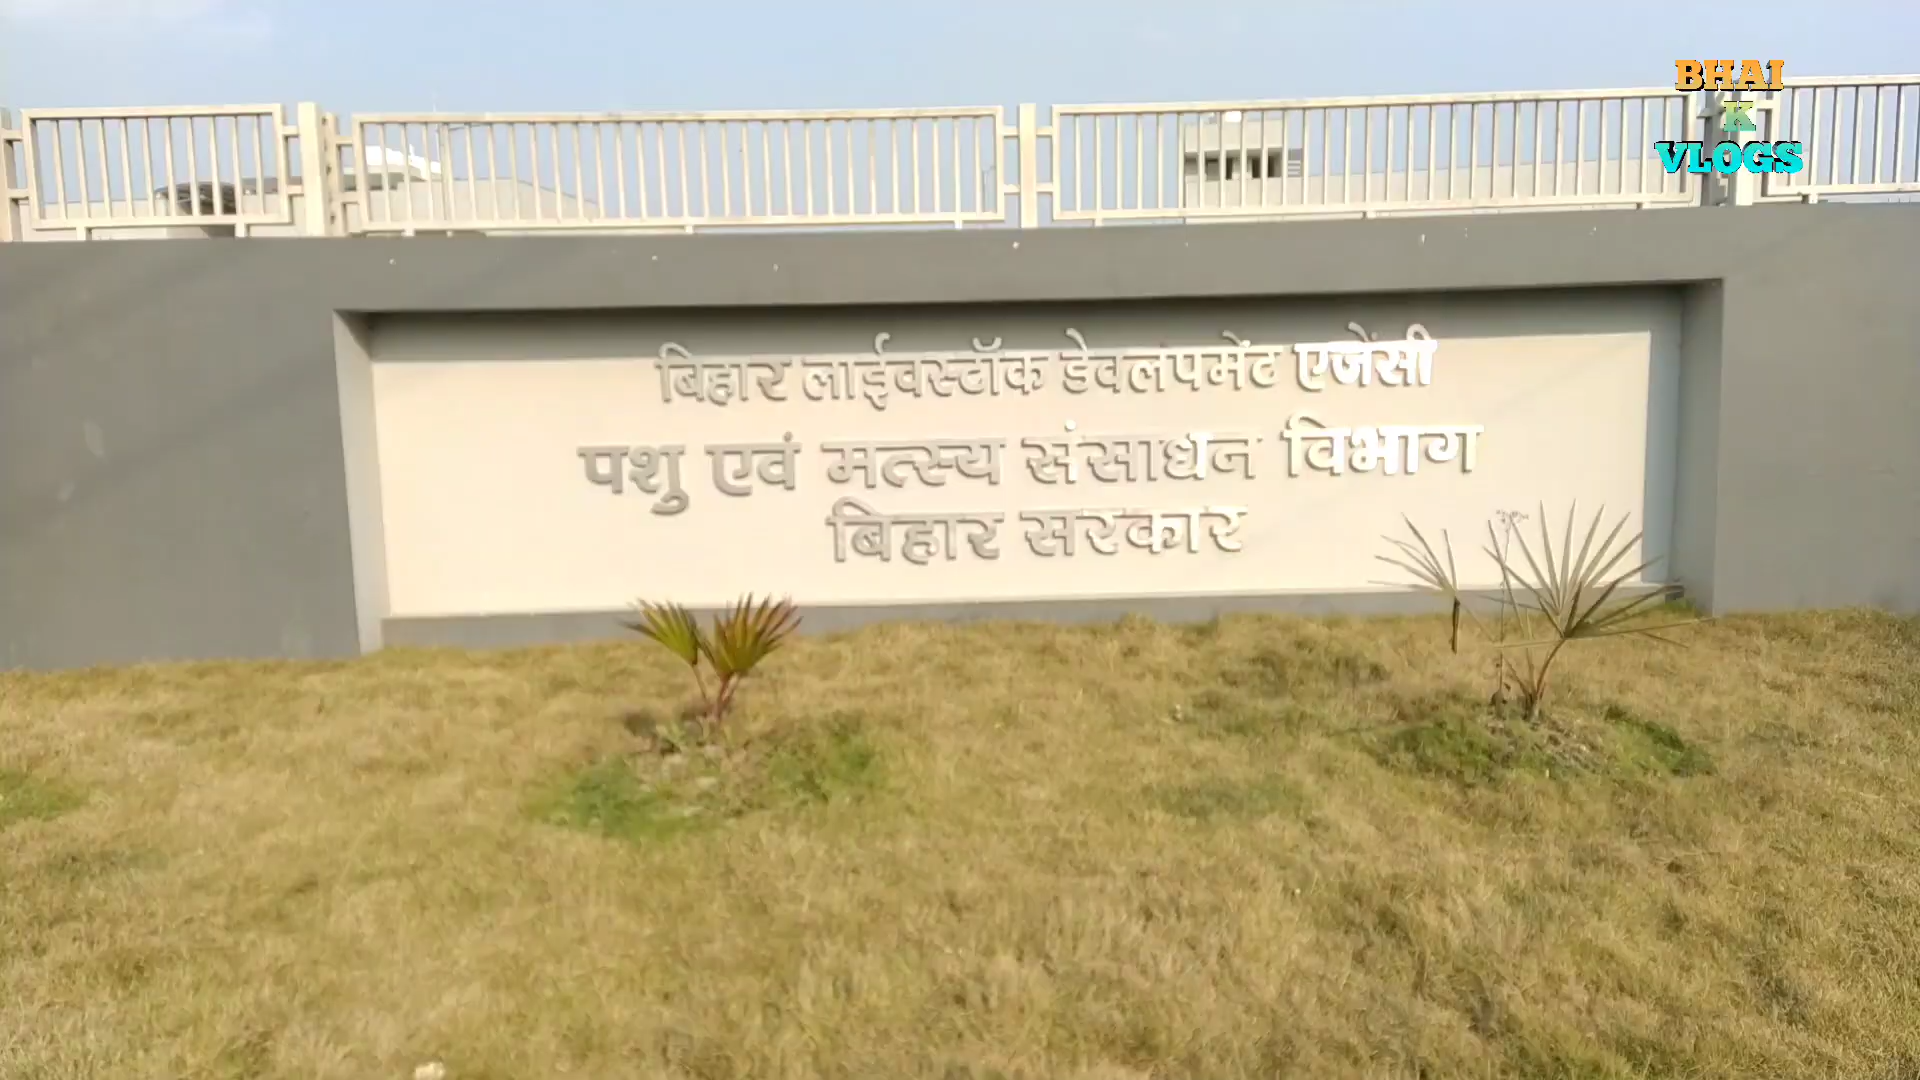 BHAI
K
VLOGS
बिहार लाईवस्टॉक डेवलपमेंट एजेंसी
पशु एवं मत्स्य संसाधन विभाग
बिहार सरकार